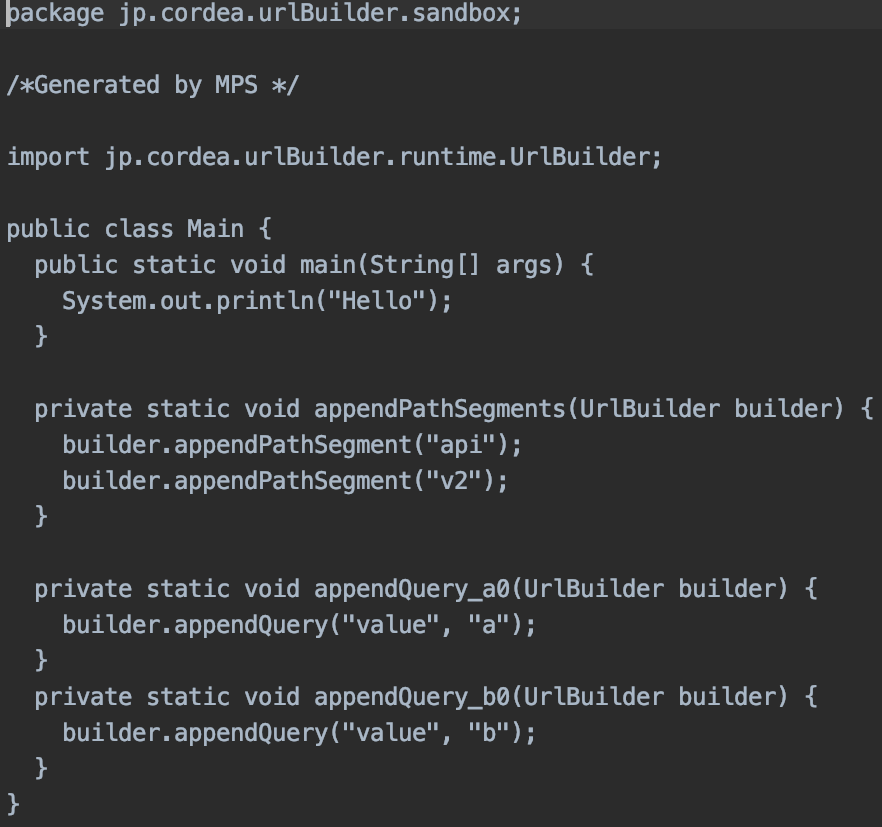 package jp.cordea.urlBuilder.sandbox;

/*Generated by MPS */

import jp.cordea.urlBuilder.runtime.UrlBuilder;

public class Main {
  public static void main(String[] args) {
    System.out.println("Hello");
  }

  private static void appendPathSegments(UrlBuilder builder) {
    builder.appendPathSegment("api");
    builder.appendPathSegment("v2");
  }

  private static void appendQuery_a0(UrlBuilder builder) {
    builder.appendQuery("value", "a");
  }
  private static void appendQuery_b0(UrlBuilder builder) {
    builder.appendQuery("value", "b");
  }
}